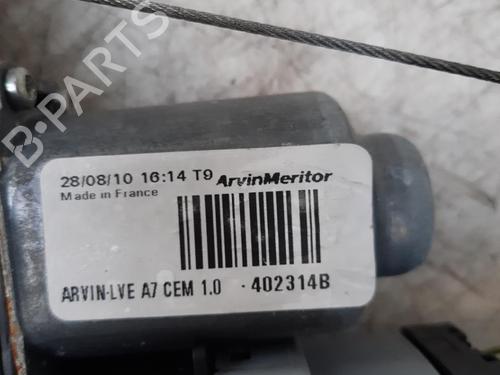 B-PARTS
28/08/10 16:14 T9 ArvinMeritor
Made in France
ARVIN-LVE A7 CEM 1.0 - 402314B